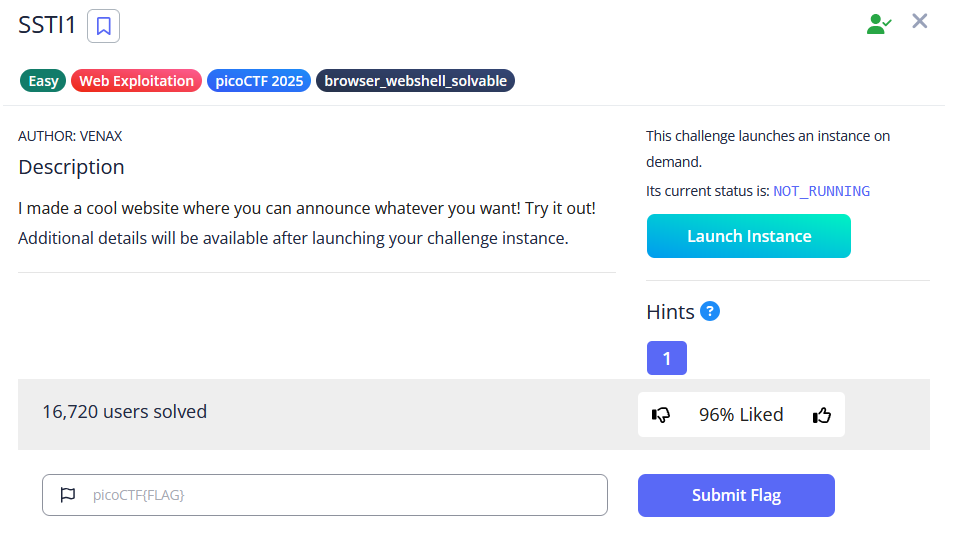 SSTI1
Easy
Web Exploitation
picoCTF 2025
browser_webshell_solvable
AUTHOR: VENAX
Description
I made a cool website where you can announce whatever you want! Try it out!
Additional details will be available after launching your challenge instance.
This challenge launches an instance on
demand.
Its current status is: NOT_RUNNING
Launch Instance
Hints ?
1
16,720 users solved
96% Liked
picoCTF{FLAG}
Submit Flag